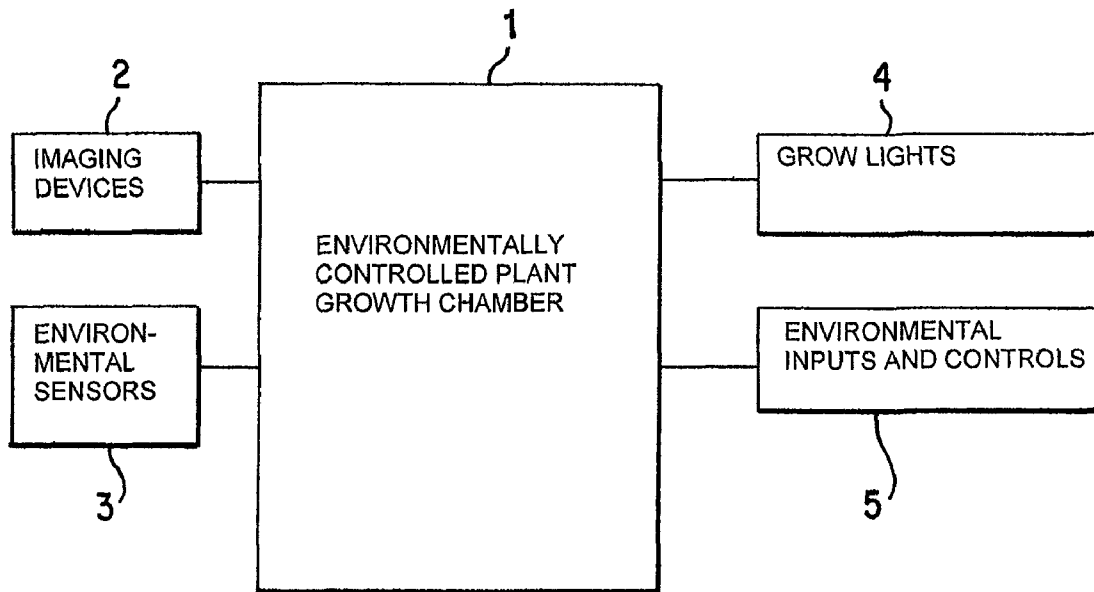 1
2
IMAGING
DEVICES
4
GROW LIGHTS
ENVIRONMENTALLY
CONTROLLED PLANT
GROWTH CHAMBER
ENVIRON-
MENTAL
SENSORS
3
ENVIRONMENTAL
INPUTS AND CONTROLS
5